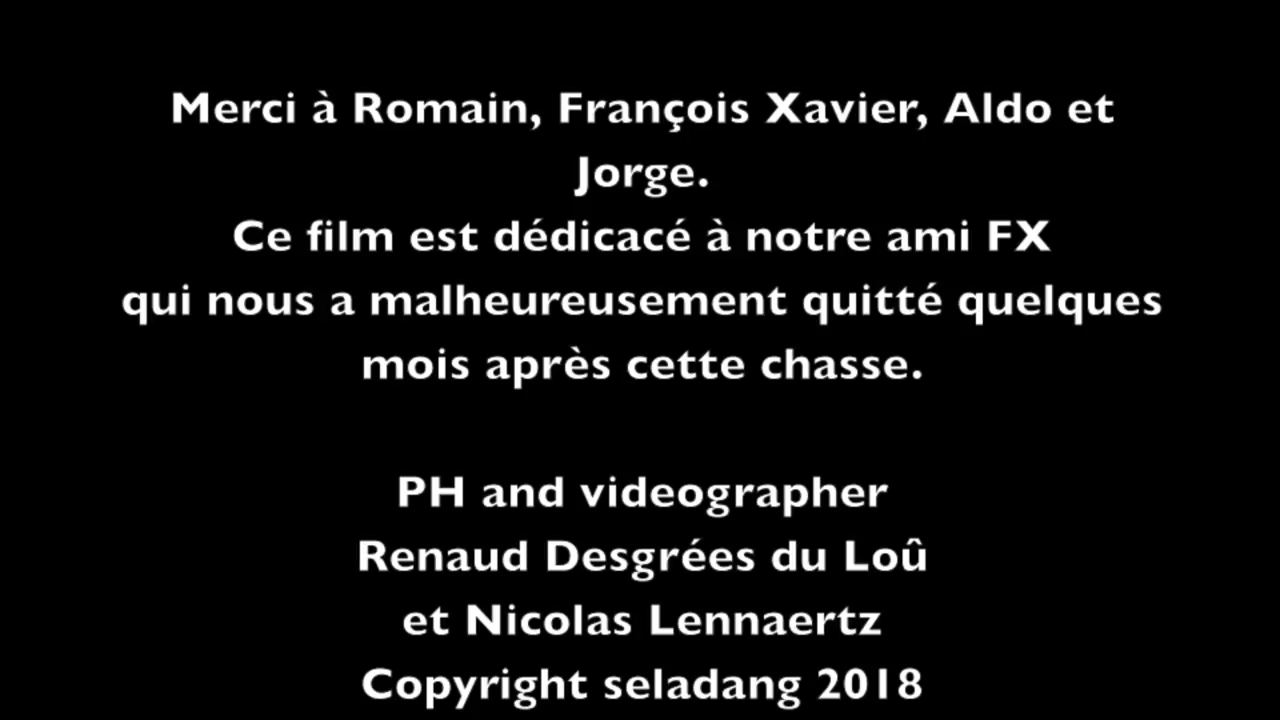 Merci à Romain, François Xavier, Aldo et
Jorge.
Ce film est dédicacé à notre ami FX
qui nous a malheureusement quitté quelques
mois après cette chasse.
PH and videographer
Renaud Desgrées du Loû
et Nicolas Lennaertz
Copyright seladang 2018